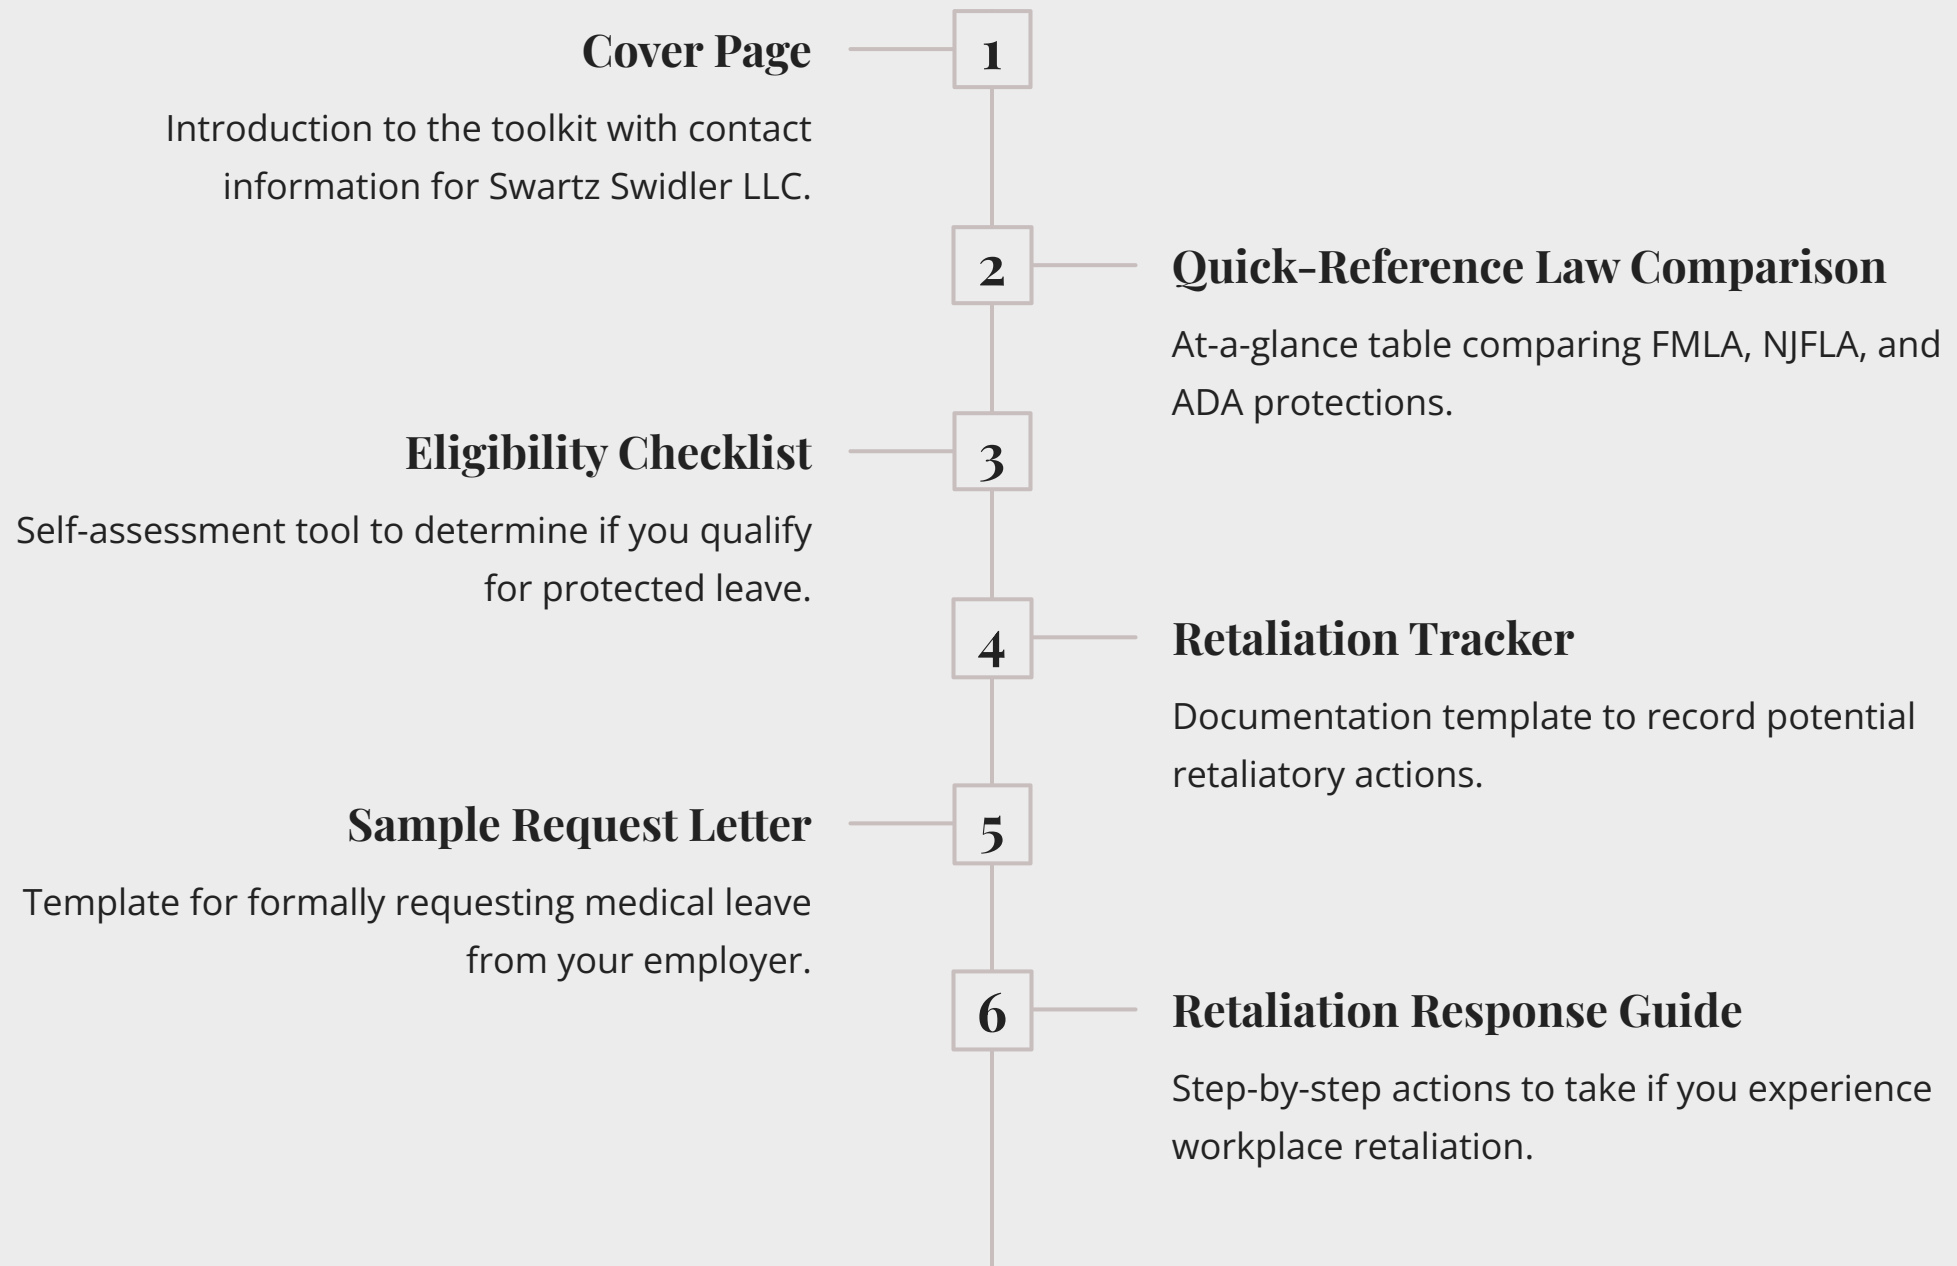 Cover Page
1
Introduction to the toolkit with contact
information for Swartz Swidler LLC.
2
Quick-Reference Law Comparison
At-a-glance table comparing FMLA, NJFLA, and
ADA protections.
Eligibility Checklist
3
Self-assessment tool to determine if you qualify
for protected leave.
4
Retaliation Tracker
Documentation template to record potential
retaliatory actions.
Sample Request Letter
5
Template for formally requesting medical leave
from your employer.
6
Retaliation Response Guide
Step-by-step actions to take if you experience
workplace retaliation.